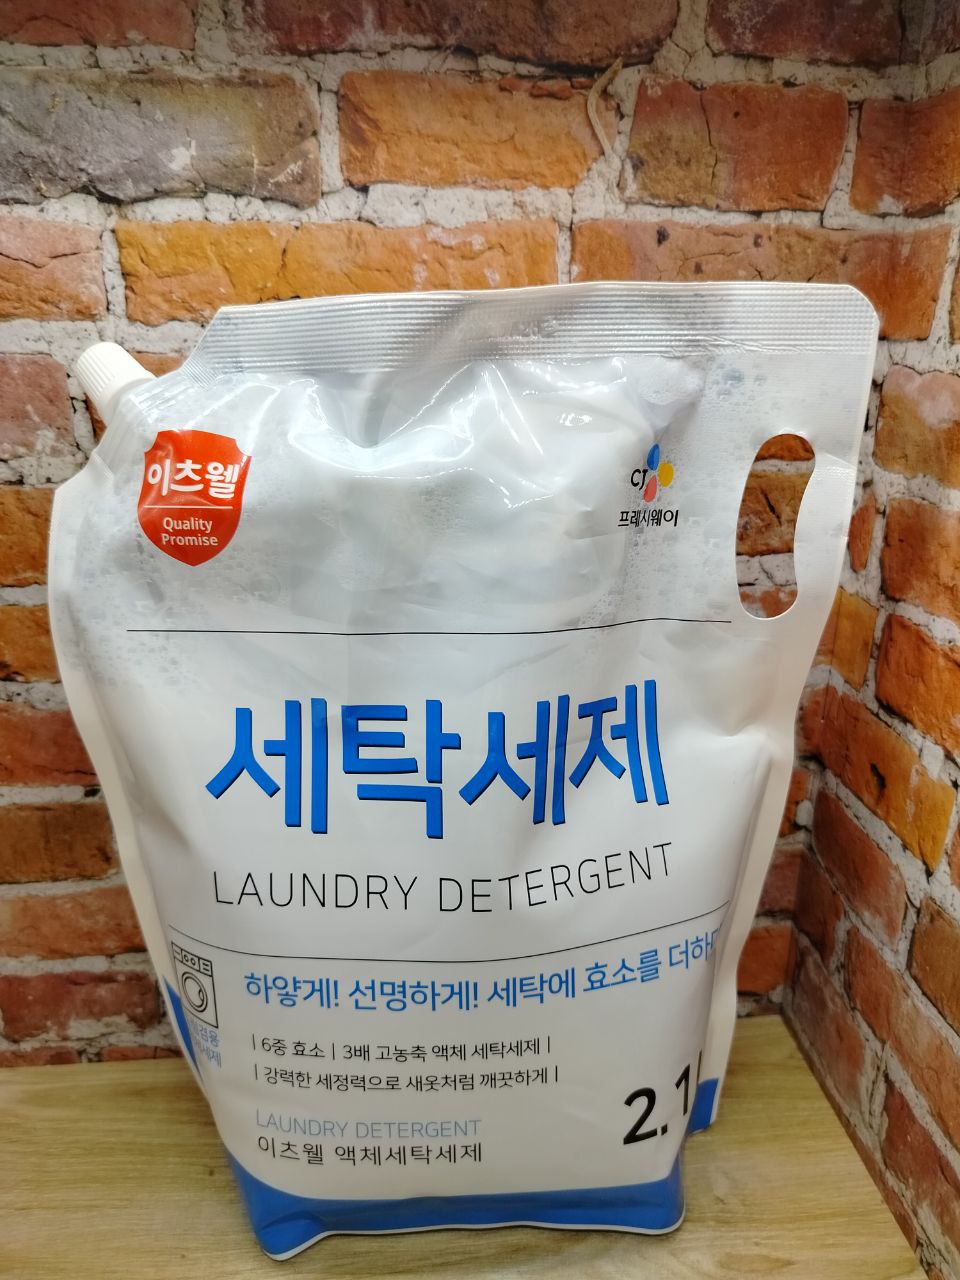 이츠웰
Quality
Promise
CJ
프레시웨이
세탁세제
LAUNDRY DETERGENT
하얗게! 선명하게! 세탁에 효소를
| 6중 효소 | 3배 고농축 액체 세탁세제 |
| 강력한 세정력으로 새옷처럼 깨끗하게 |
2.1
LAUNDRY DETERGENT
이츠웰 액체세탁세제